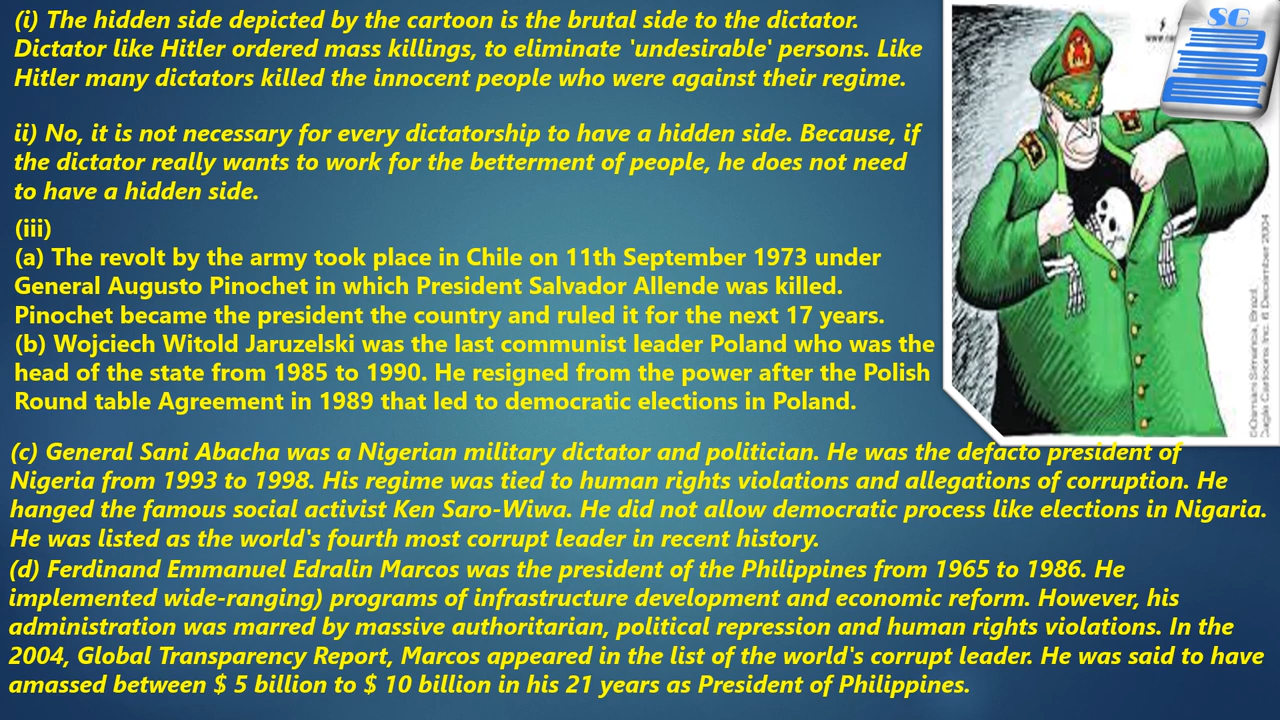 (i) The hidden side depicted by the cartoon is the brutal side to the dictator.
Dictator like Hitler ordered mass killings, to eliminate 'undesirable' persons. Like
Hitler many dictators killed the innocent people who were against their regime.
ii) No, it is not necessary for every dictatorship to have a hidden side. Because, if
the dictator really wants to work for the betterment of people, he does not need
to have a hidden side.
(iii)
(a) The revolt by the army took place in Chile on 11th September 1973 under
General Augusto Pinochet in which President Salvador Allende was killed.
Pinochet became the president the country and ruled it for the next 17 years.
(b) Wojciech Witold Jaruzelski was the last communist leader Poland who was the
head of the state from 1985 to 1990. He resigned from the power after the Polish
Round table Agreement in 1989 that led to democratic elections in Poland.
(c) General Sani Abacha was a Nigerian military dictator and politician. He was the defacto president of
Nigeria from 1993 to 1998. His regime was tied to human rights violations and allegations of corruption. He
hanged the famous social activist Ken Saro-Wiwa. He did not allow democratic process like elections in Nigaria.
He was listed as the world's fourth most corrupt leader in recent history.
(d) Ferdinand Emmanuel Edralin Marcos was the president of the Philippines from 1965 to 1986. He
implemented wide-ranging) programs of infrastructure development and economic reform. However, his
administration was marred by massive authoritarian, political repression and human rights violations. In the
2004, Global Transparency Report, Marcos appeared in the list of the world's corrupt leader. He was said to have
amassed between $ 5 billion to $ 10 billion in his 21 years as President of Philippines.
SG
www.
Brazil,
Cartoons Inc. 6 December 2004